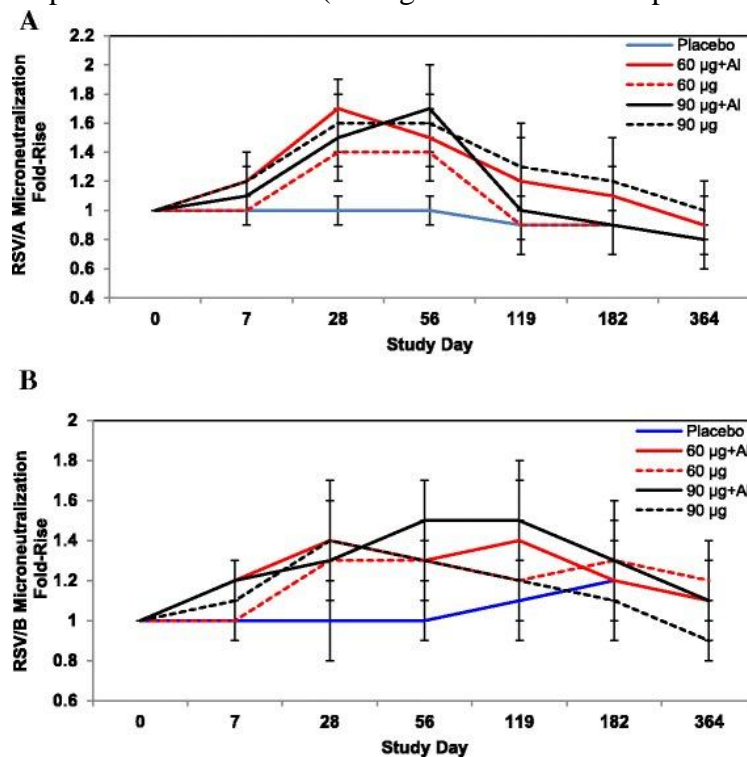 A
RSV/A Microneutralization
Fold-Rise
2.2
2
1.8
1.6
1.4
1.2
1
0.8
0.6
0.4
Placebo
60 µg+Al
60 µg
90 µg+Al
90 µg
0 7 28 56 119 182 364
Study Day
B
RSV/B Microneutralization
Fold-Rise
2
1.8
1.6
1.4
1.2
1
0.8
0.6
Placebo
60 µg+Al
60 µg
90 µg+Al
90 µg
0 7 28 56 119 182 364
Study Day